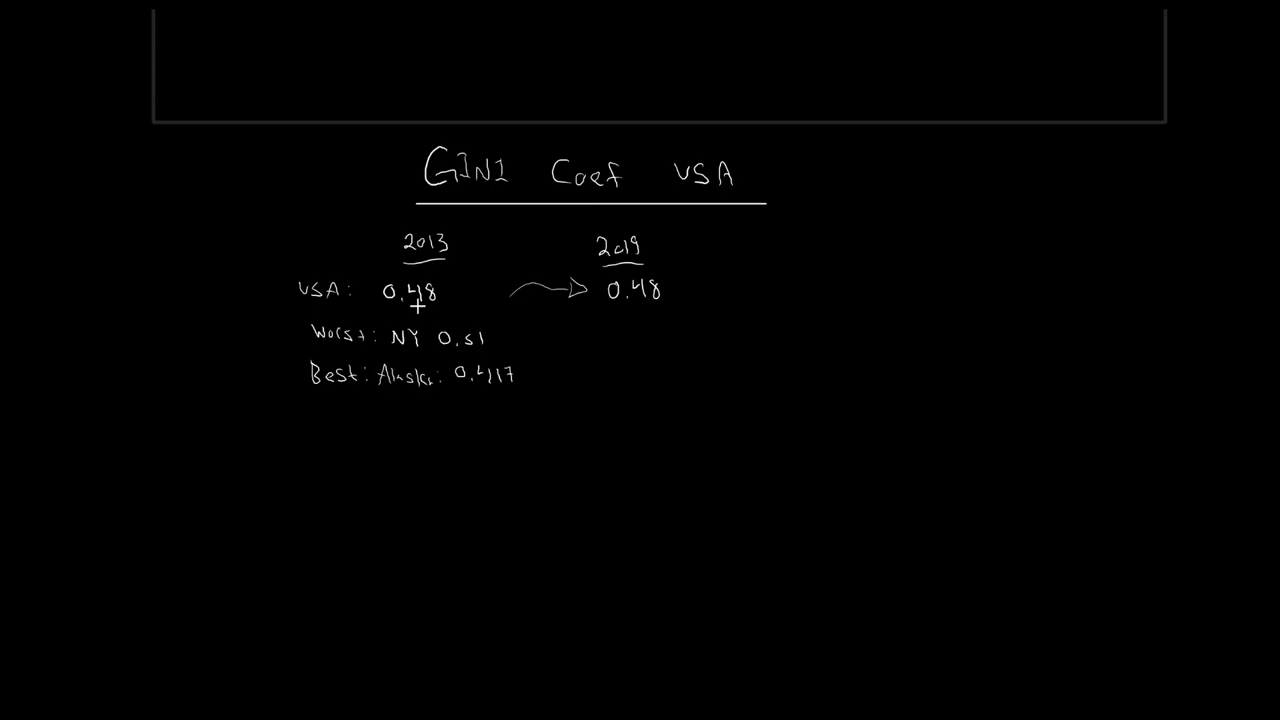 GINI Coef USA
2013 2019
USA: 0.48 0.48
Worst: NY 0.51
Best: Alaska: 0.417